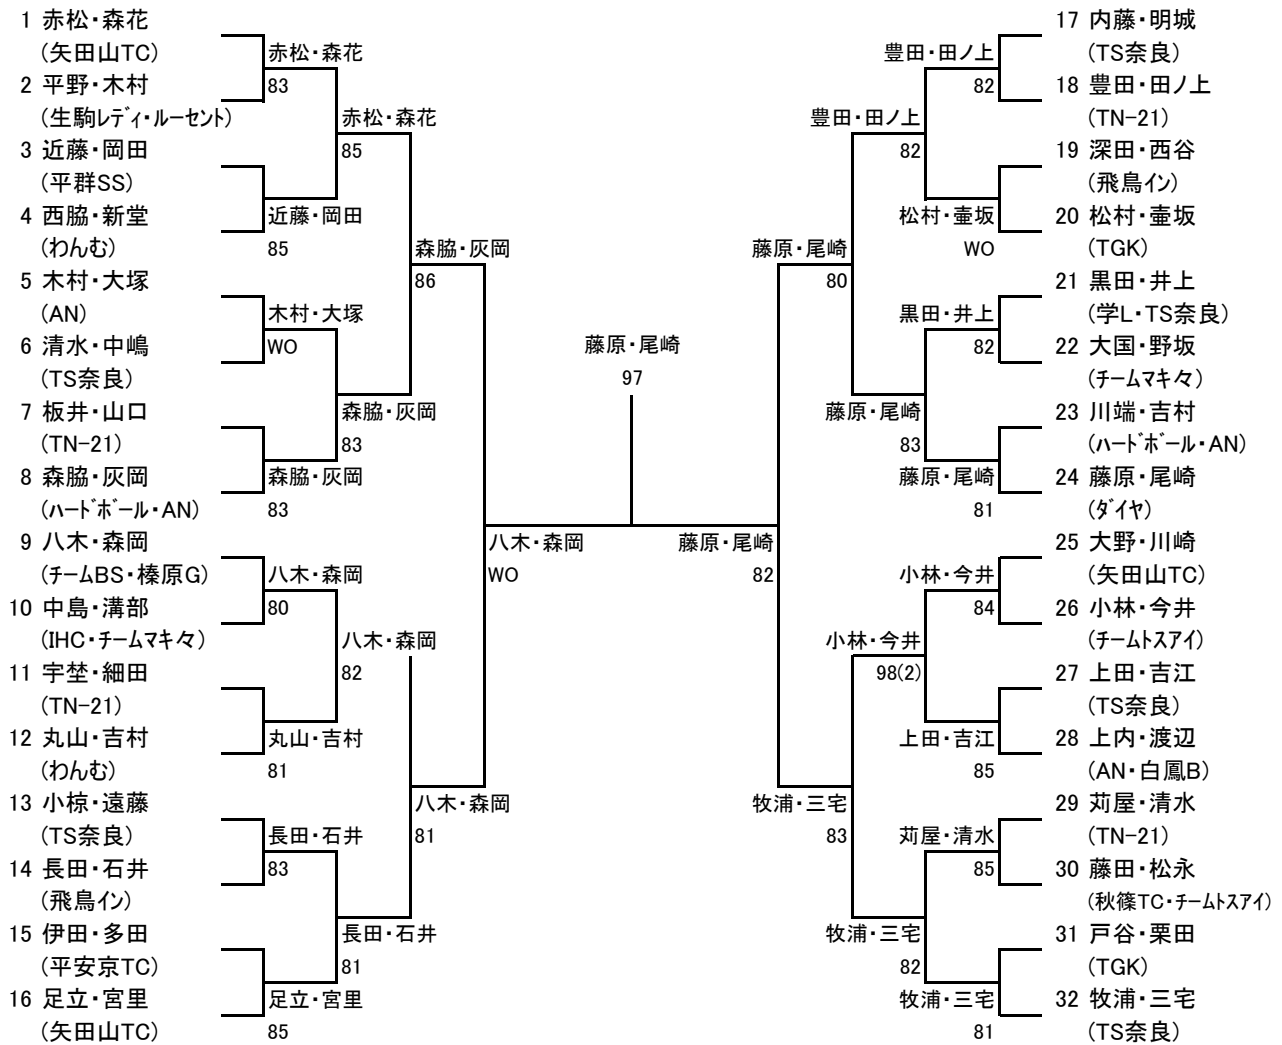 1 赤松・森花
(矢田山TC)
2 平野・木村
(生駒レディ・ルーセント)
3 近藤・岡田
(平群SS)
4 西脇・新堂
(わんむ)
5 木村・大塚
(AN)
6 清水・中嶋
(TS奈良)
7 板井・山口
(TN-21)
8 森脇・灰岡
(ハードボール・AN)
9 八木・森岡
(チームBS・榛原G)
10 中島・溝部
(IHC・チームマキ々)
11 宇埜・細田
(TN-21)
12 丸山・吉村
(わんむ)
13 小椋・遠藤
(TS奈良)
14 長田・石井
(飛鳥イン)
15 伊田・多田
(平安京TC)
16 足立・宮里
(矢田山TC)
赤松・森花
83
近藤・岡田
85
木村・大塚
WO
森脇・灰岡
83
八木・森岡
80
丸山・吉村
81
長田・石井
83
足立・宮里
85
赤松・森花
85
森脇・灰岡
83
八木・森岡
82
長田・石井
81
森脇・灰岡
86
八木・森岡
81
八木・森岡
WO
藤原・尾崎
97
藤原・尾崎
82
藤原・尾崎
80
牧浦・三宅
83
豊田・田ノ上
82
藤原・尾崎
83
小林・今井
98(2)
牧浦・三宅
82
豊田・田ノ上
82
松村・壷坂
WO
黒田・井上
82
藤原・尾崎
81
小林・今井
84
上田・吉江
85
苅屋・清水
85
牧浦・三宅
81
17 内藤・明城
(TS奈良)
18 豊田・田ノ上
(TN-21)
19 深田・西谷
(飛鳥イン)
20 松村・壷坂
(TGK)
21 黒田・井上
(学L・TS奈良)
22 大国・野坂
(チームマキ々)
23 川端・吉村
(ハードボール・AN)
24 藤原・尾崎
(ダイヤ)
25 大野・川崎
(矢田山TC)
26 小林・今井
(チームトスアイ)
27 上田・吉江
(TS奈良)
28 上内・渡辺
(AN・白鳳B)
29 苅屋・清水
(TN-21)
30 藤田・松永
(秋篠TC・チームトスアイ)
31 戸谷・栗田
(TGK)
32 牧浦・三宅
(TS奈良)